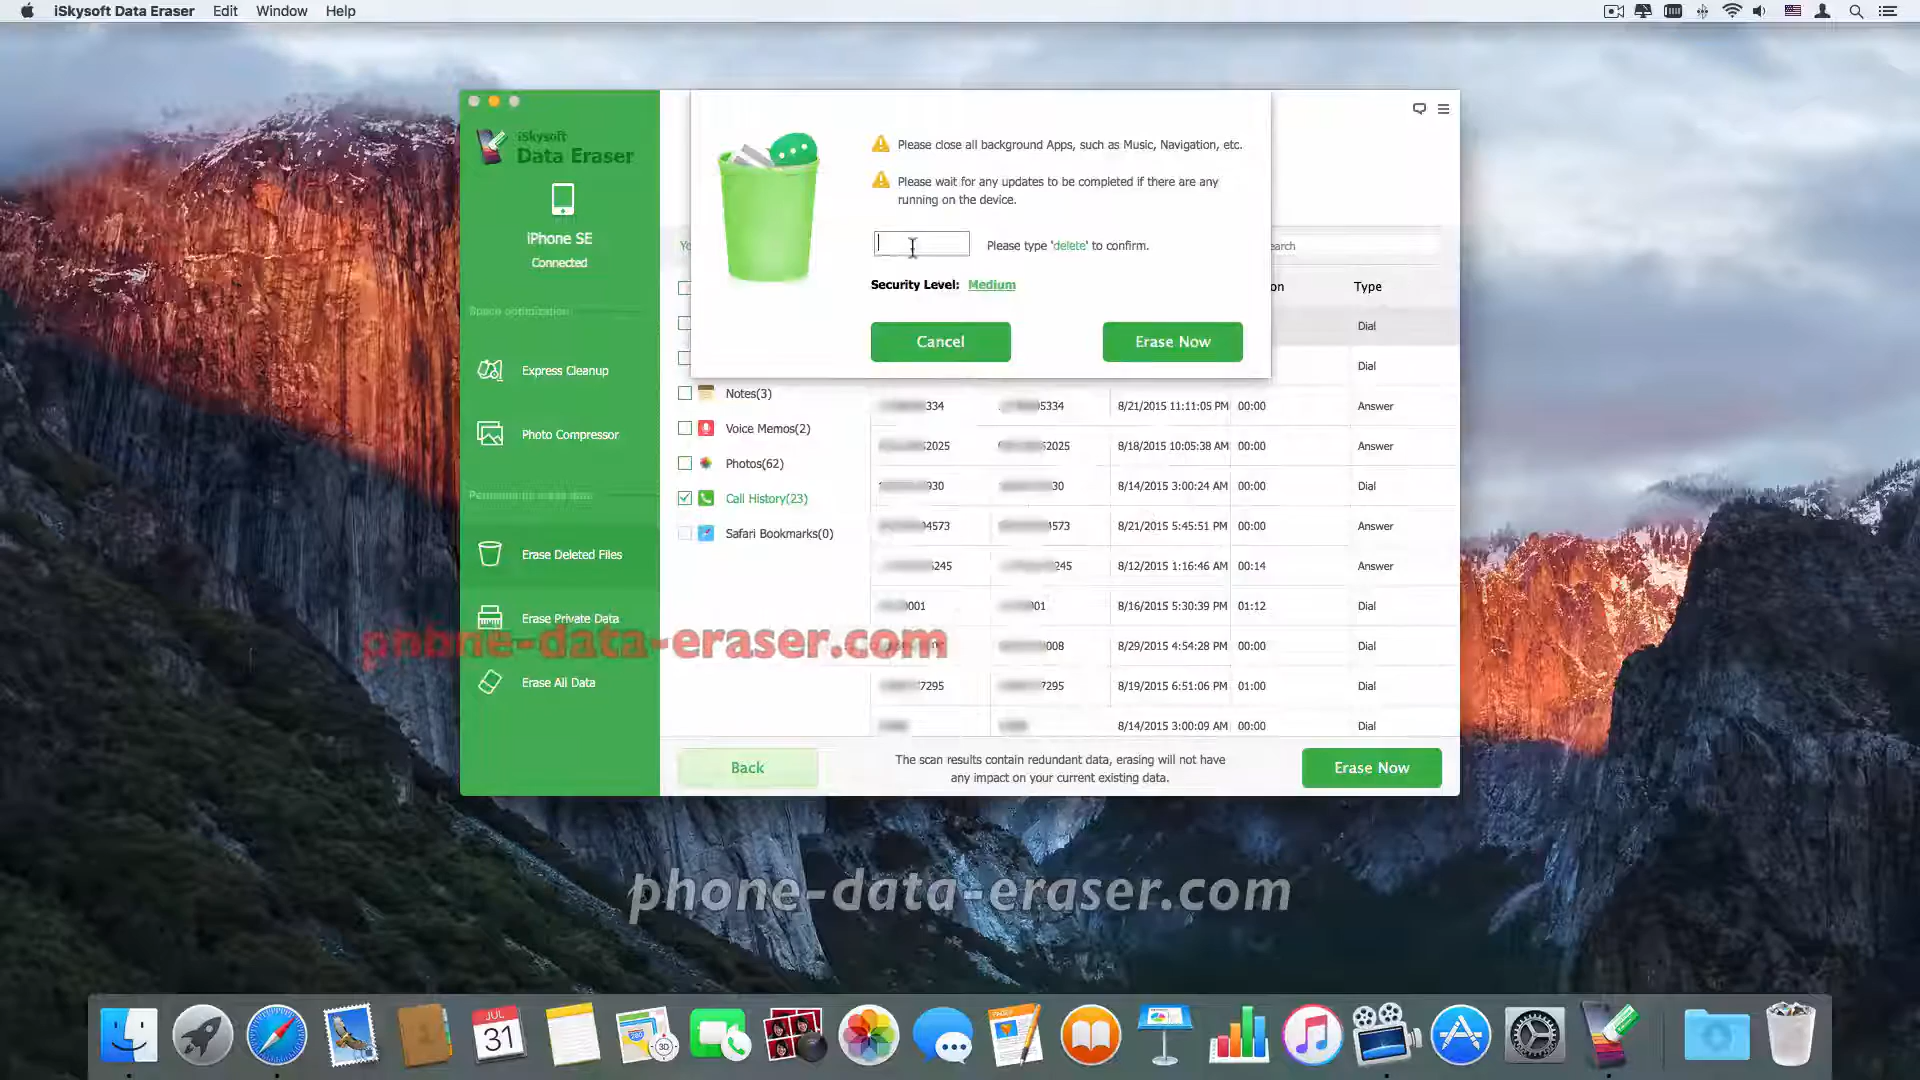 iSkysoft Data Eraser Edit Window Help
iSkysoft
Data Eraser
iPhone SE
Connected
Space optimization
Express Cleanup
Photo Compressor
Erase Deleted Files
Erase Private Data
Erase All Data
Please close all background Apps, such as Music, Navigation, etc.
Please wait for any updates to be completed if there are any
running on the device.
Please type 'delete' to confirm.
Security Level: Medium
Cancel
Erase Now
Yo
earch
on Type
Dial
Dial
Notes(3)
Voice Memos(2)
Photos(62)
Call History(23)
Safari Bookmarks(0)
334 5334 8/21/2015 11:11:05 PM 00:00 Answer
2025 52025 8/18/2015 10:05:38 AM 00:00 Answer
930 30 8/14/2015 3:00:24 AM 00:00 Dial
4573 4573 8/21/2015 5:45:51 PM 00:00 Answer
245 245 8/12/2015 1:16:46 AM 00:14 Answer
001 001 8/16/2015 5:30:39 PM 01:12 Dial
008 8/29/2015 4:54:28 PM 00:00 Dial
7295 7295 8/19/2015 6:51:06 PM 01:00 Dial
8/14/2015 3:00:09 AM 00:00 Dial
Back
The scan results contain redundant data, erasing will not have
any impact on your current existing data.
Erase Now
phone-data-eraser.com
phone-data-eraser.com
JUL
31
3D